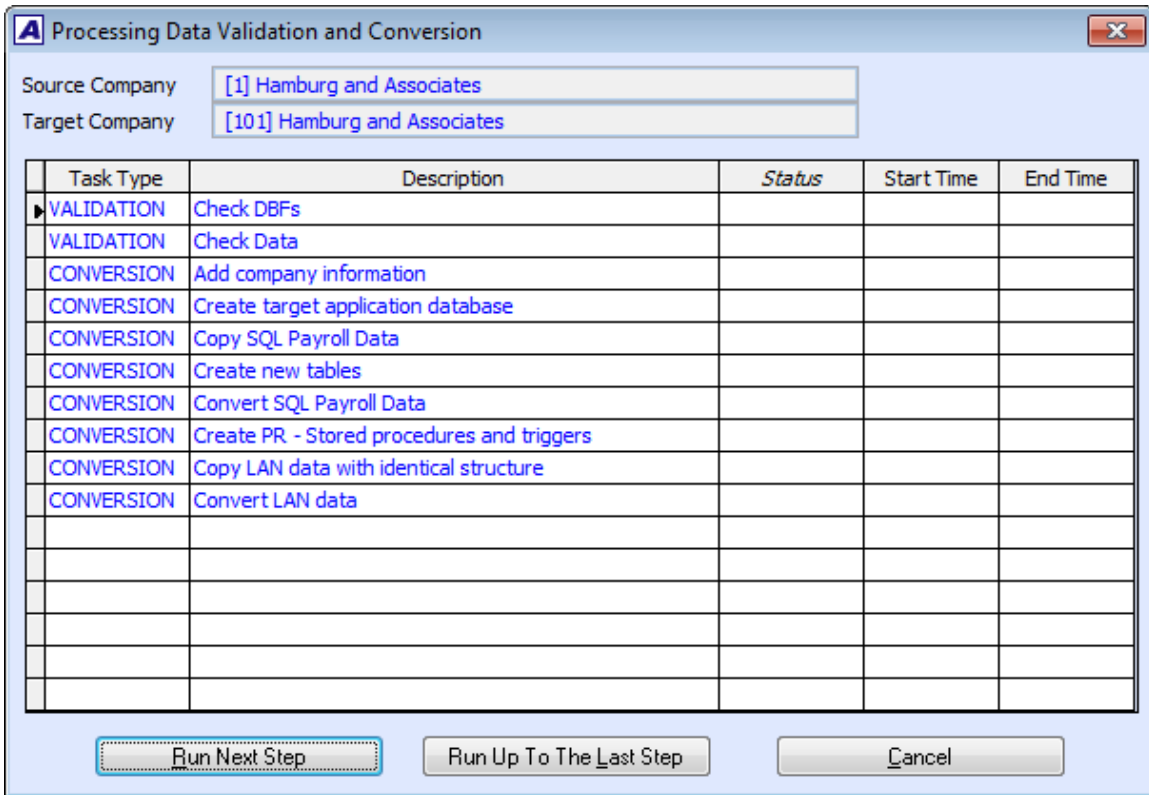 A Processing Data Validation and Conversion
Source Company [1] Hamburg and Associates
Target Company [101] Hamburg and Associates
Task Type Description Status Start Time End Time
VALIDATION Check DBFs
VALIDATION Check Data
CONVERSION Add company information
CONVERSION Create target application database
CONVERSION Copy SQL Payroll Data
CONVERSION Create new tables
CONVERSION Convert SQL Payroll Data
CONVERSION Create PR - Stored procedures and triggers
CONVERSION Copy LAN data with identical structure
CONVERSION Convert LAN data
Run Next Step Run Up To The Last Step Cancel